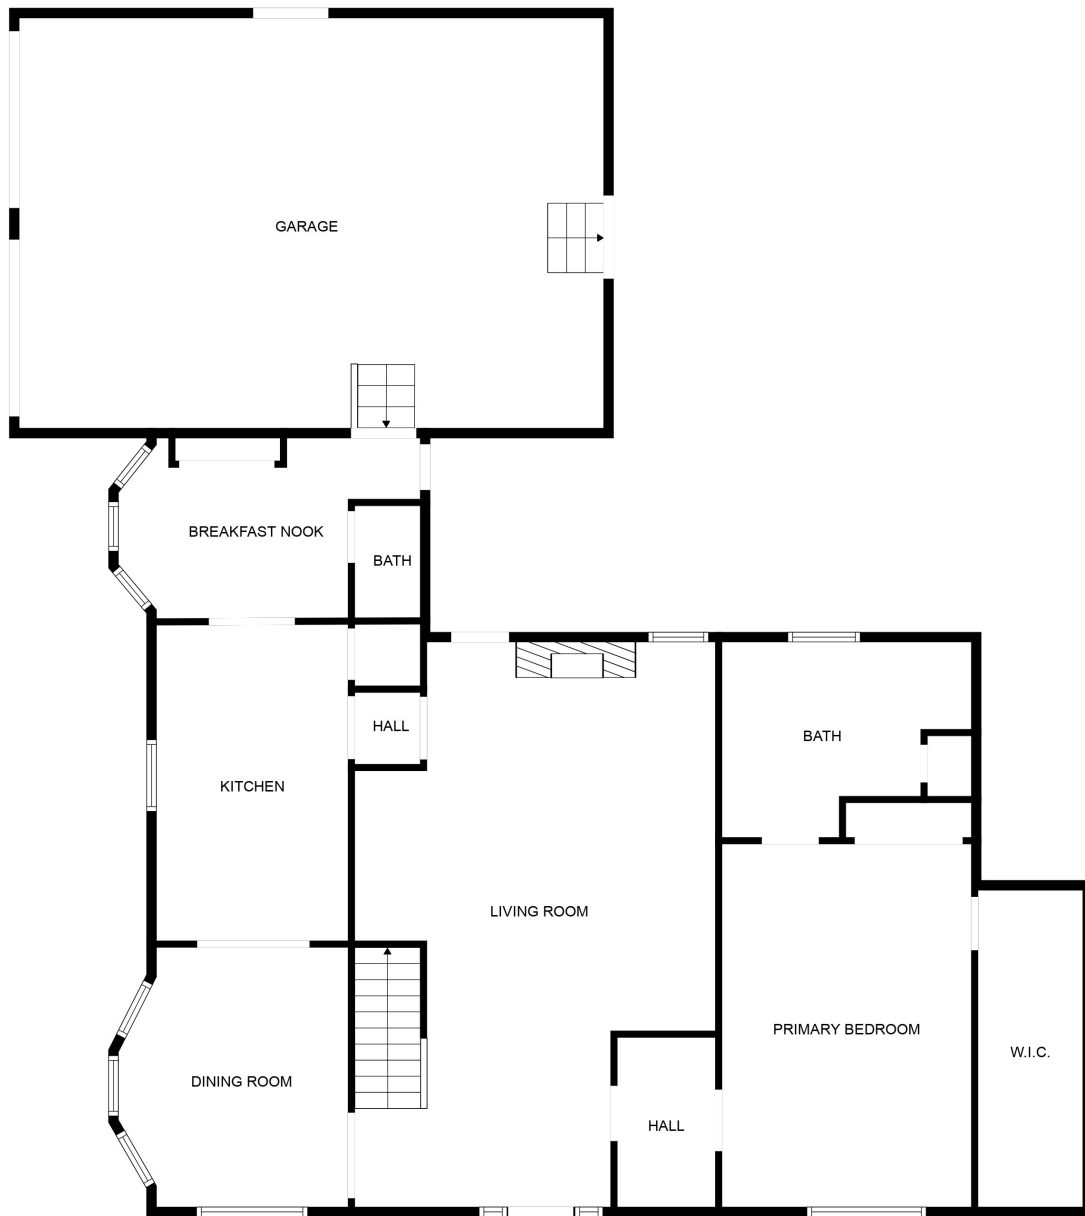 GARAGE
BREAKFAST NOOK
BATH
HALL
BATH
KITCHEN
LIVING ROOM
PRIMARY BEDROOM
W.I.C.
DINING ROOM
HALL